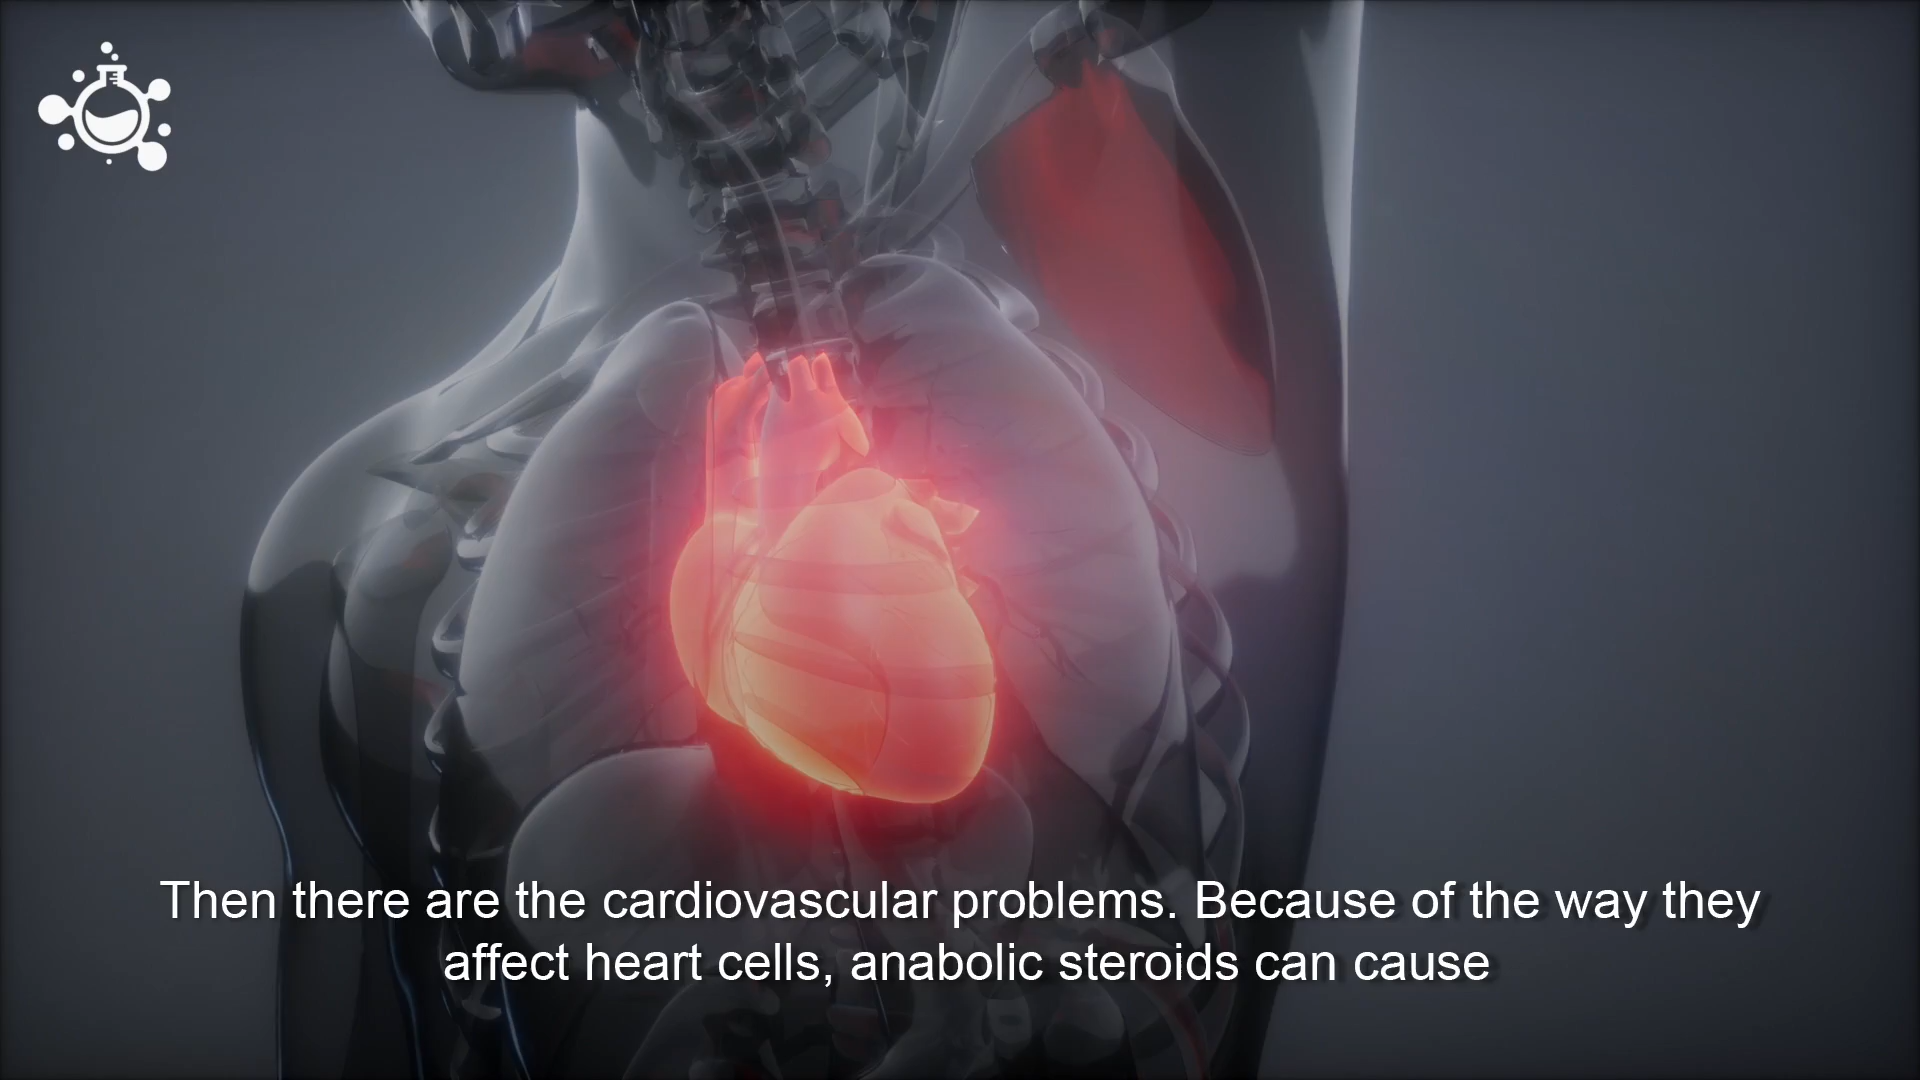 Then there are the cardiovascular problems. Because of the way they
affect heart cells, anabolic steroids can cause